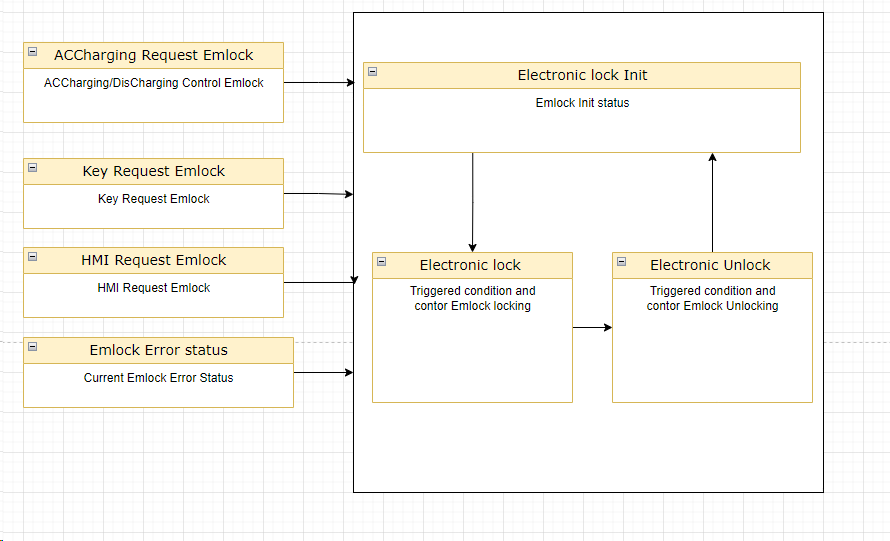 ACCharging Request Emlock
ACCharging/DisCharging Control Emlock
Key Request Emlock
Key Request Emlock
HMI Request Emlock
HMI Request Emlock
Emlock Error status
Current Emlock Error Status
Electronic lock Init
Emlock Init status
Electronic lock
Triggered condition and
contor Emlock locking
Electronic Unlock
Triggered condition and
contor Emlock Unlocking